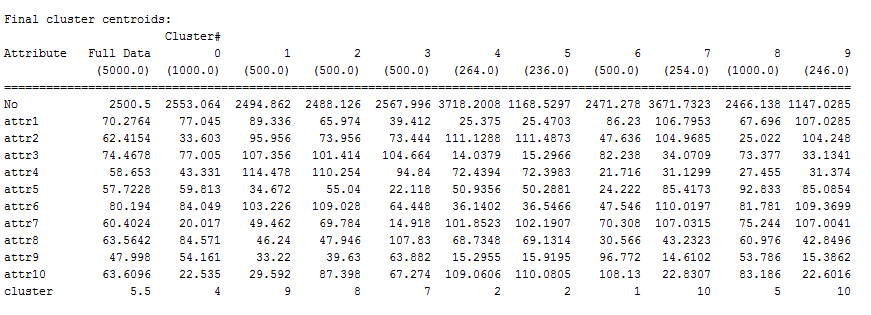 Final cluster centroids:
Cluster#
Attribute Full Data 0 1 2 3 4 5 6 7 8 9
(5000.0) (1000.0) (500.0) (500.0) (500.0) (264.0) (236.0) (500.0) (254.0) (1000.0) (246.0)
================================================================================
No 2500.5 2553.064 2494.862 2488.126 2567.996 3718.2008 1168.5297 2471.278 3671.7323 2466.138 1147.0285
attr1 70.2764 77.045 89.336 65.974 39.412 25.375 25.4703 86.23 106.7953 67.696 107.0285
attr2 62.4154 33.603 95.956 73.956 73.444 111.1288 111.4873 47.636 104.9685 25.022 104.248
attr3 74.4678 77.005 107.356 101.414 104.664 14.0379 15.2966 82.238 34.0709 73.377 33.1341
attr4 58.653 43.331 114.478 110.254 94.84 72.4394 72.3983 21.716 31.1299 27.455 31.374
attr5 57.7228 59.813 34.672 55.04 22.118 50.9356 50.2881 24.222 85.4173 92.833 85.0854
attr6 80.194 84.049 103.226 109.028 64.448 36.1402 36.5466 47.546 110.0197 81.781 109.3699
attr7 60.4024 20.017 49.462 69.784 14.918 101.8523 102.1907 70.308 107.0315 75.244 107.0041
attr8 63.5642 84.571 46.24 47.946 107.83 68.7348 69.1314 30.566 43.2323 60.976 42.8496
attr9 47.998 54.161 33.22 39.63 63.882 15.2955 15.9195 96.772 14.6102 53.786 15.3862
attr10 63.6096 22.535 29.592 87.398 67.274 109.0606 110.0805 108.13 22.8307 83.186 22.6016
cluster 5.5 4 9 8 7 2 2 1 10 5 10